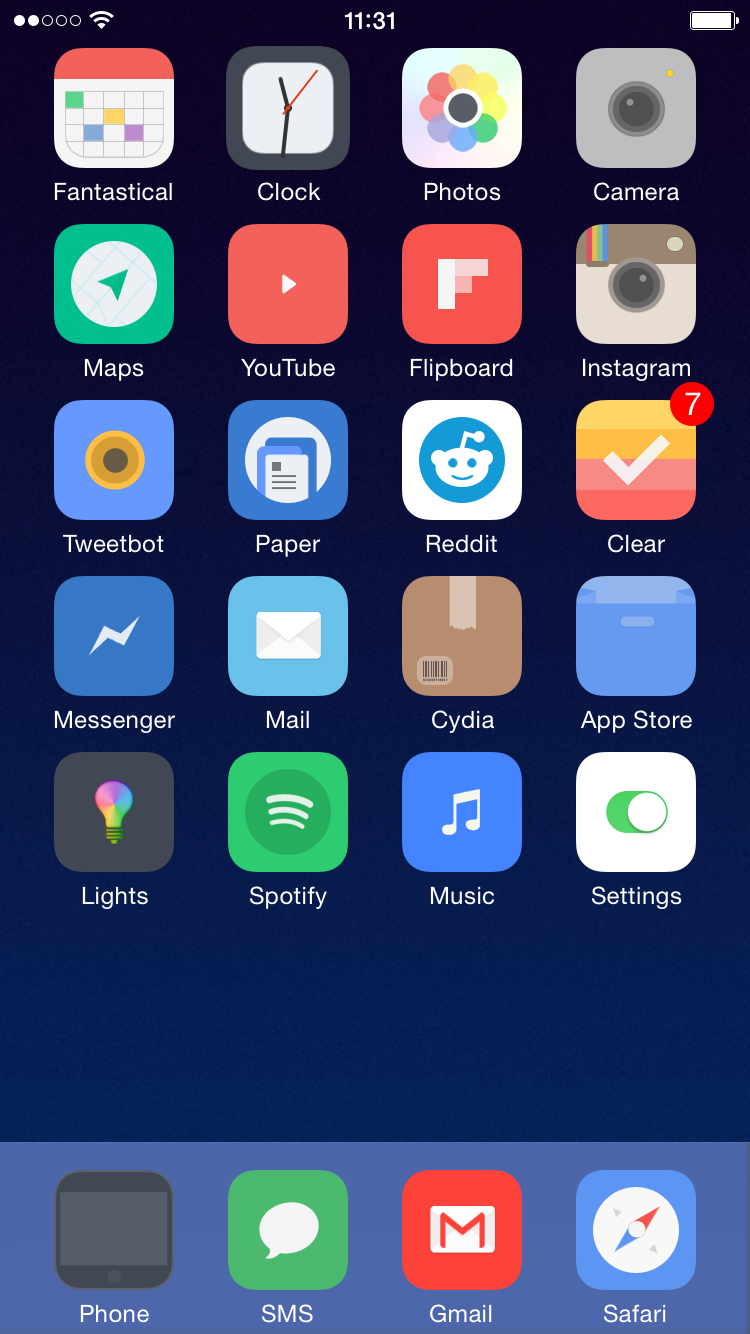 11:31
Fantastical Clock Photos Camera
Maps YouTube Flipboard Instagram
7
Tweetbot Paper Reddit Clear
Messenger Mail Cydia App Store
Lights Spotify Music Settings
Phone SMS Gmail Safari